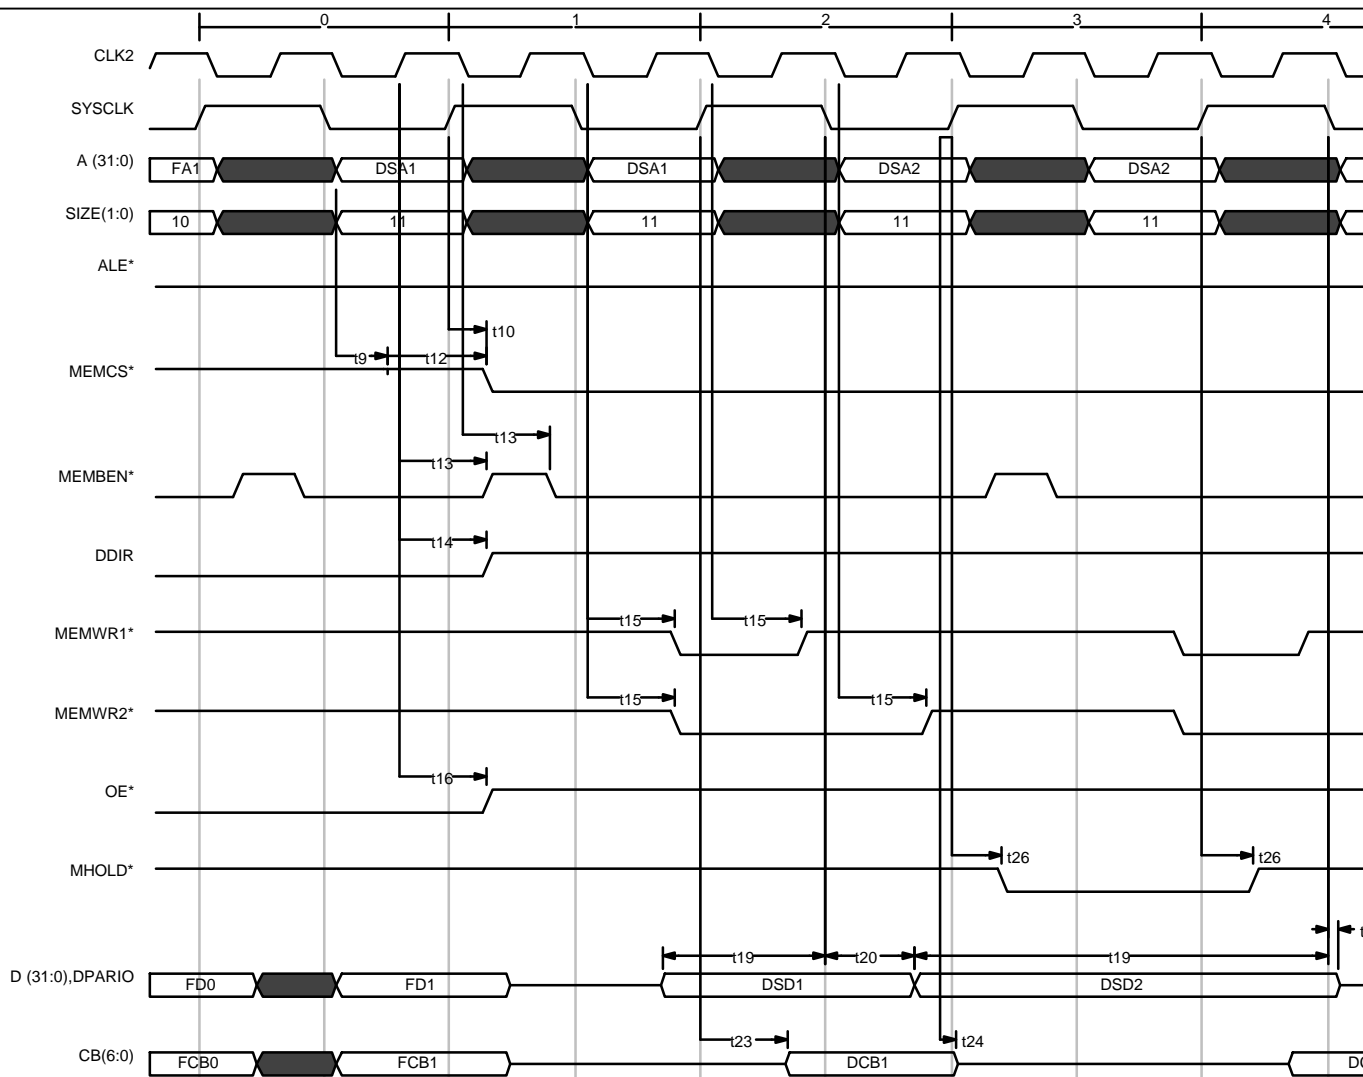 0 1 2 3 4
CLK2
SYSCLK
A (31:0) FA1 DSA1 DSA1 DSA2 DSA2
SIZE(1:0) 10 11 11 11 11
ALE*
t10
t9 t12
MEMCS*
t13
t13
MEMBEN*
t14
DDIR
t15 t15
MEMWR1*
t15 t15
MEMWR2*
t16
OE*
t26 t26
MHOLD*
t
t19 t20 t19
D (31:0),DPARIO FD0 FD1 DSD1 DSD2
t23 t24
CB(6:0) FCB0 FCB1 DCB1